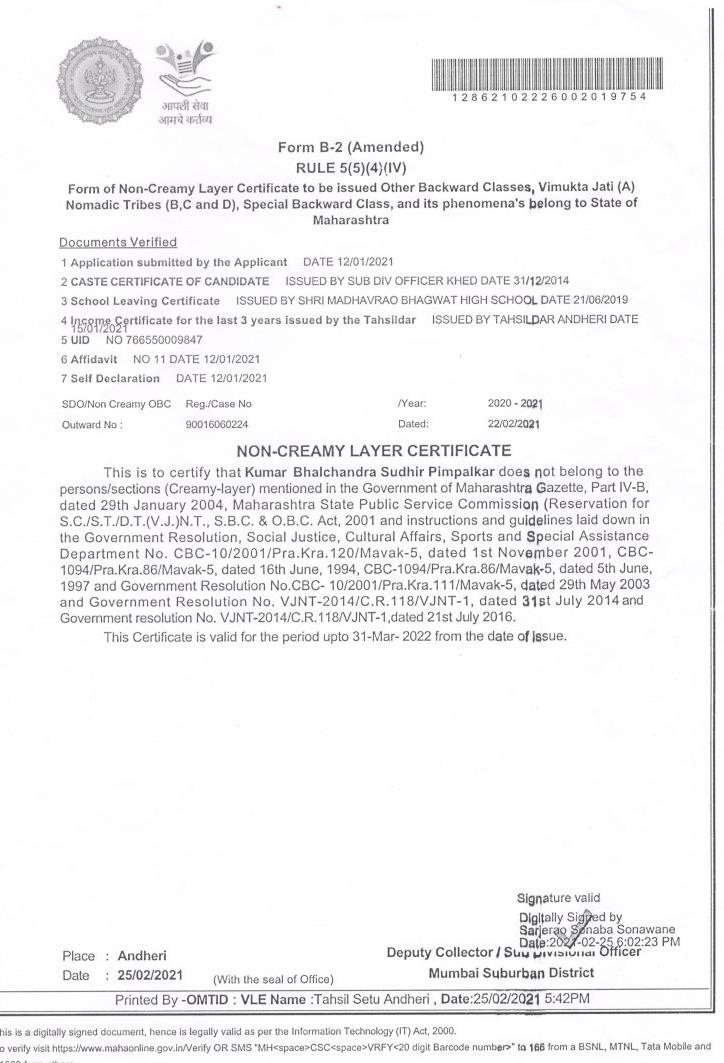 आपली सेवा
आमचे कर्तव्य
12862102226002019754
Form B-2 (Amended)
RULE 5(5)(4)(IV)
Form of Non-Creamy Layer Certificate to be issued Other Backward Classes, Vimukta Jati (A)
Nomadic Tribes (B,C and D), Special Backward Class, and its phenomena's belong to State of
Maharashtra
Documents Verified
1 Application submitted by the Applicant DATE 12/01/2021
2 CASTE CERTIFICATE OF CANDIDATE ISSUED BY SUB DIV OFFICER KHED DATE 31/12/2014
3 School Leaving Certificate ISSUED BY SHRI MADHAVRAO BHAGWAT HIGH SCHOOL DATE 21/06/2019
4 Income Certificate for the last 3 years issued by the Tahsildar ISSUED BY TAHSILDAR ANDHERI DATE
15/01/2021
5 UID NO 766550009847
6 Affidavit NO 11 DATE 12/01/2021
7 Self Declaration DATE 12/01/2021
SDO/Non Creamy OBC Reg./Case No /Year: 2020 - 2021
Outward No : 90016060224 Dated: 22/02/2021
NON-CREAMY LAYER CERTIFICATE
This is to certify that Kumar Bhalchandra Sudhir Pimpalkar does not belong to the
persons/sections (Creamy-layer) mentioned in the Government of Maharashtra Gazette, Part IV-B,
dated 29th January 2004, Maharashtra State Public Service Commission (Reservation for
S.C./S.T./D.T.(V.J.)N.T., S.B.C. & O.B.C. Act, 2001 and instructions and guidelines laid down in
the Government Resolution, Social Justice, Cultural Affairs, Sports and Special Assistance
Department No. CBC-10/2001/Pra.Kra.120/Mavak-5, dated 1st November 2001, CBC-
1094/Pra.Kra.86/Mavak-5, dated 16th June, 1994, CBC-1094/Pra.Kra.86/Mavak-5, dated 5th June,
1997 and Government Resolution No.CBC- 10/2001/Pra.Kra.111/Mavak-5, dated 29th May 2003
and Government Resolution No. VJNT-2014/C.R.118/VJNT-1, dated 31st July 2014 and
Government resolution No. VJNT-2014/C.R.118/VJNT-1,dated 21st July 2016.
This Certificate is valid for the period upto 31-Mar- 2022 from the date of issue.
Signature valid
Digitally Signed by
Sarjerao Sonaba Sonawane
Date:2021-02-25 6:02:23 PM
Deputy Collector / Sub Divisional Officer
Place : Andheri
Mumbai Suburban District
Date : 25/02/2021 (With the seal of Office)
Printed By -OMTID : VLE Name :Tahsil Setu Andheri , Date:25/02/2021 5:42PM
his is a digitally signed document, hence is legally valid as per the Information Technology (IT) Act, 2000.
o verify visit https://www.mahaonline.gov.in/Verify OR SMS "MH<space>CSC<space>VRFY<20 digit Barcode number>" to 166 from a BSNL, MTNL, Tata Mobile and